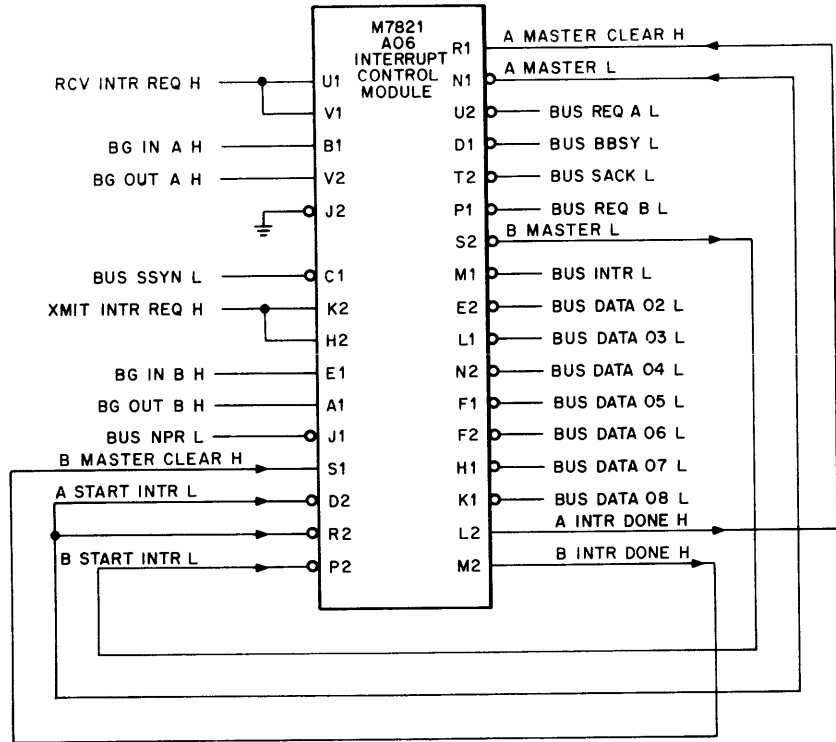 M7821
A06
INTERRUPT
CONTROL
MODULE
RCV INTR REQ H
U1
V1
BG IN A H
B1
BG OUT A H
V2
J2
BUS SSYN L
C1
XMIT INTR REQ H
K2
H2
BG IN B H
E1
BG OUT B H
A1
BUS NPR L
J1
B MASTER CLEAR H
S1
A START INTR L
D2
R2
B START INTR L
P2
R1
A MASTER CLEAR H
N1
A MASTER L
U2
BUS REQ A L
D1
BUS BBSY L
T2
BUS SACK L
P1
BUS REQ B L
S2
B MASTER L
M1
BUS INTR L
E2
BUS DATA 02 L
L1
BUS DATA 03 L
N2
BUS DATA 04 L
F1
BUS DATA 05 L
F2
BUS DATA 06 L
H1
BUS DATA 07 L
K1
BUS DATA 08 L
L2
A INTR DONE H
M2
B INTR DONE H